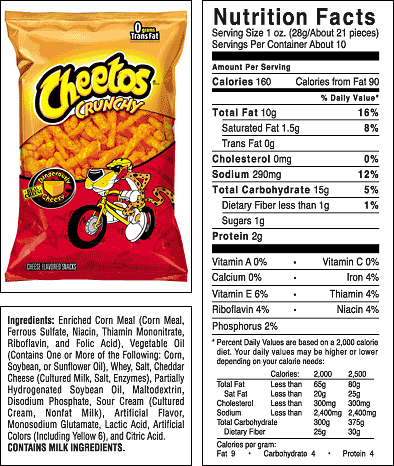 0 grams
Trans Fat
Cheetos
CRUNCHY
CHEESE FLAVORED SNACKS
Ingredients: Enriched Corn Meal (Corn Meal,
Ferrous Sulfate, Niacin, Thiamin Mononitrate,
Riboflavin, and Folic Acid), Vegetable Oil
(Contains One or More of the Following: Corn,
Soybean, or Sunflower Oil), Whey, Salt, Cheddar
Cheese (Cultured Milk, Salt, Enzymes), Partially
Hydrogenated Soybean Oil, Maltodextrin,
Disodium Phosphate, Sour Cream (Cultured
Cream, Nonfat Milk), Artificial Flavor,
Monosodium Glutamate, Lactic Acid, Artificial
Colors (Including Yellow 6), and Citric Acid.
CONTAINS MILK INGREDIENTS.
Nutrition Facts
Serving Size 1 oz. (28g/About 21 pieces)
Servings Per Container About 10
Amount Per Serving
Calories 160 Calories from Fat 90
% Daily Value*
Total Fat 10g 16%
Saturated Fat 1.5g 8%
Trans Fat 0g
Cholesterol 0mg 0%
Sodium 290mg 12%
Total Carbohydrate 15g 5%
Dietary Fiber less than 1g 1%
Sugars 1g
Protein 2g
Vitamin A 0% • Vitamin C 0%
Calcium 0% • Iron 4%
Vitamin E 6% • Thiamin 4%
Riboflavin 4% • Niacin 4%
Phosphorus 2%
* Percent Daily Values are based on a 2,000 calorie
diet. Your daily values may be higher or lower
depending on your calorie needs:
Calories: 2,000 2,500
Total Fat Less than 65g 80g
Sat Fat Less than 20g 25g
Cholesterol Less than 300mg 300mg
Sodium Less than 2,400mg 2,400mg
Total Carbohydrate 300g 375g
Dietary Fiber 25g 30g
Calories per gram:
Fat 9 • Carbohydrate 4 • Protein 4